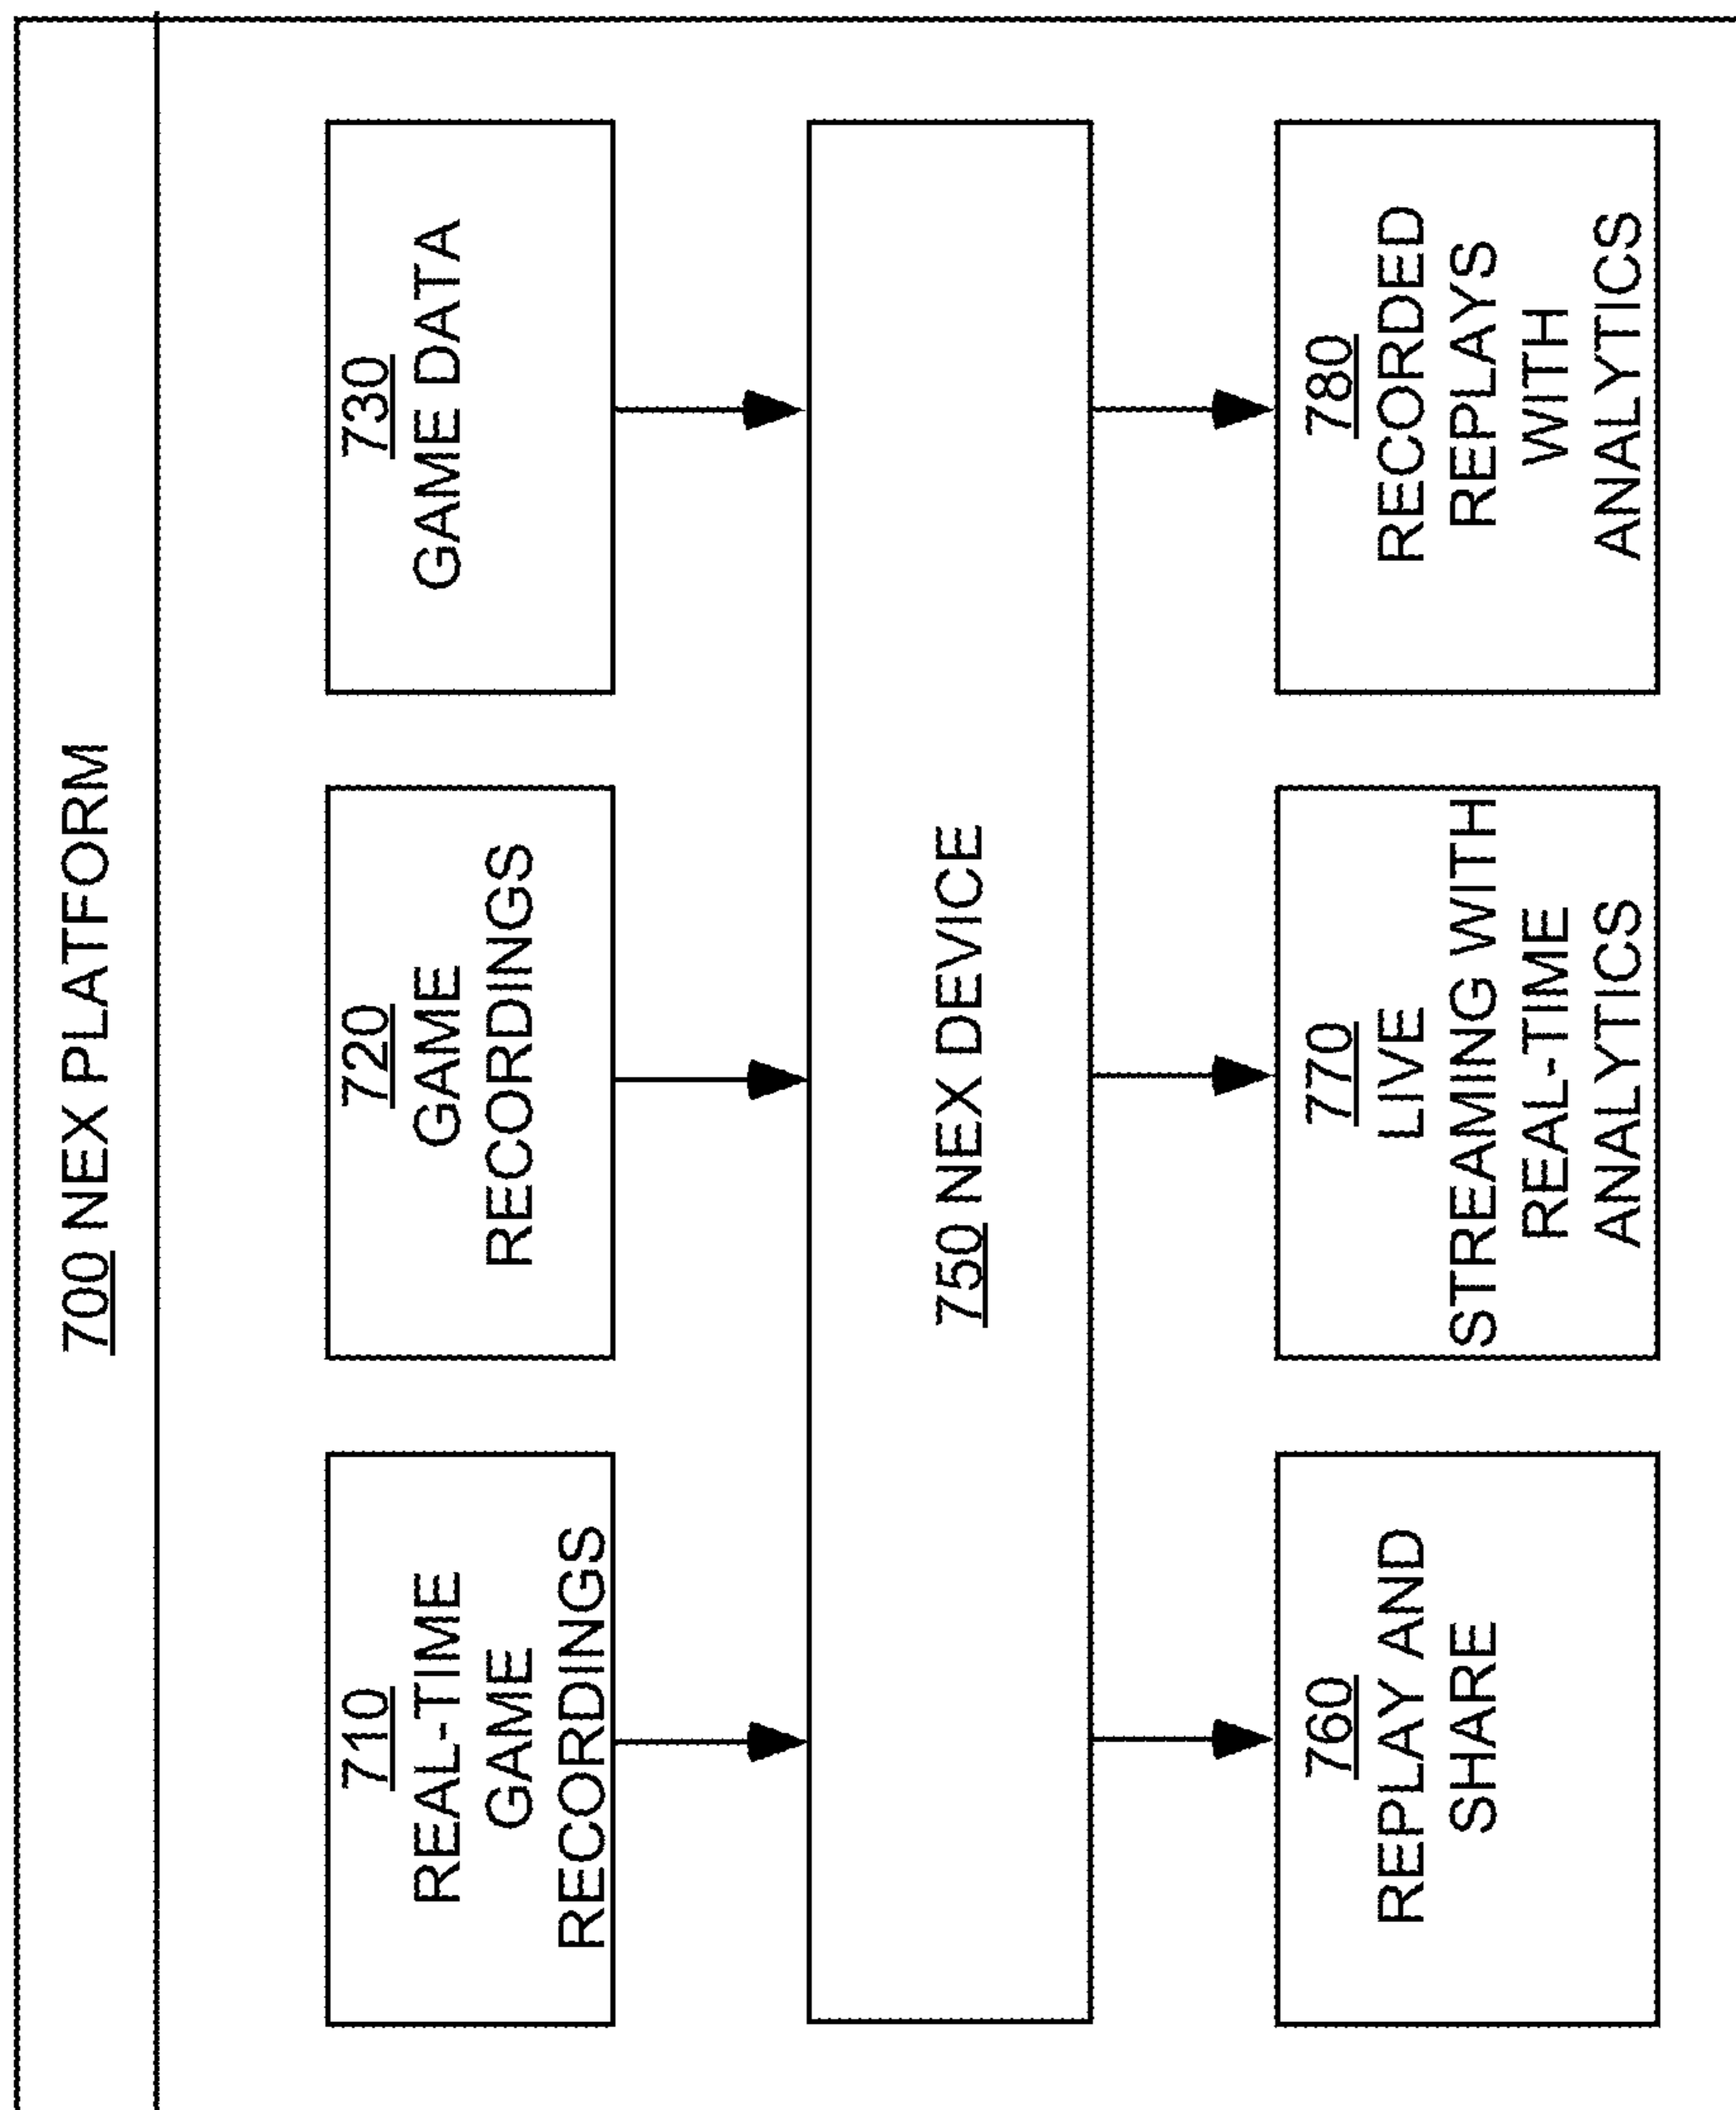 700 NEX PLATFORM
710
REAL-TIME
GAME
RECORDINGS
720
GAME
RECORDINGS
730
GAME DATA
750 NEX DEVICE
760
REPLAY AND
SHARE
770
LIVE
STREAMING WITH
REAL-TIME
ANALYTICS
780
RECORDED
REPLAYS
WITH
ANALYTICS